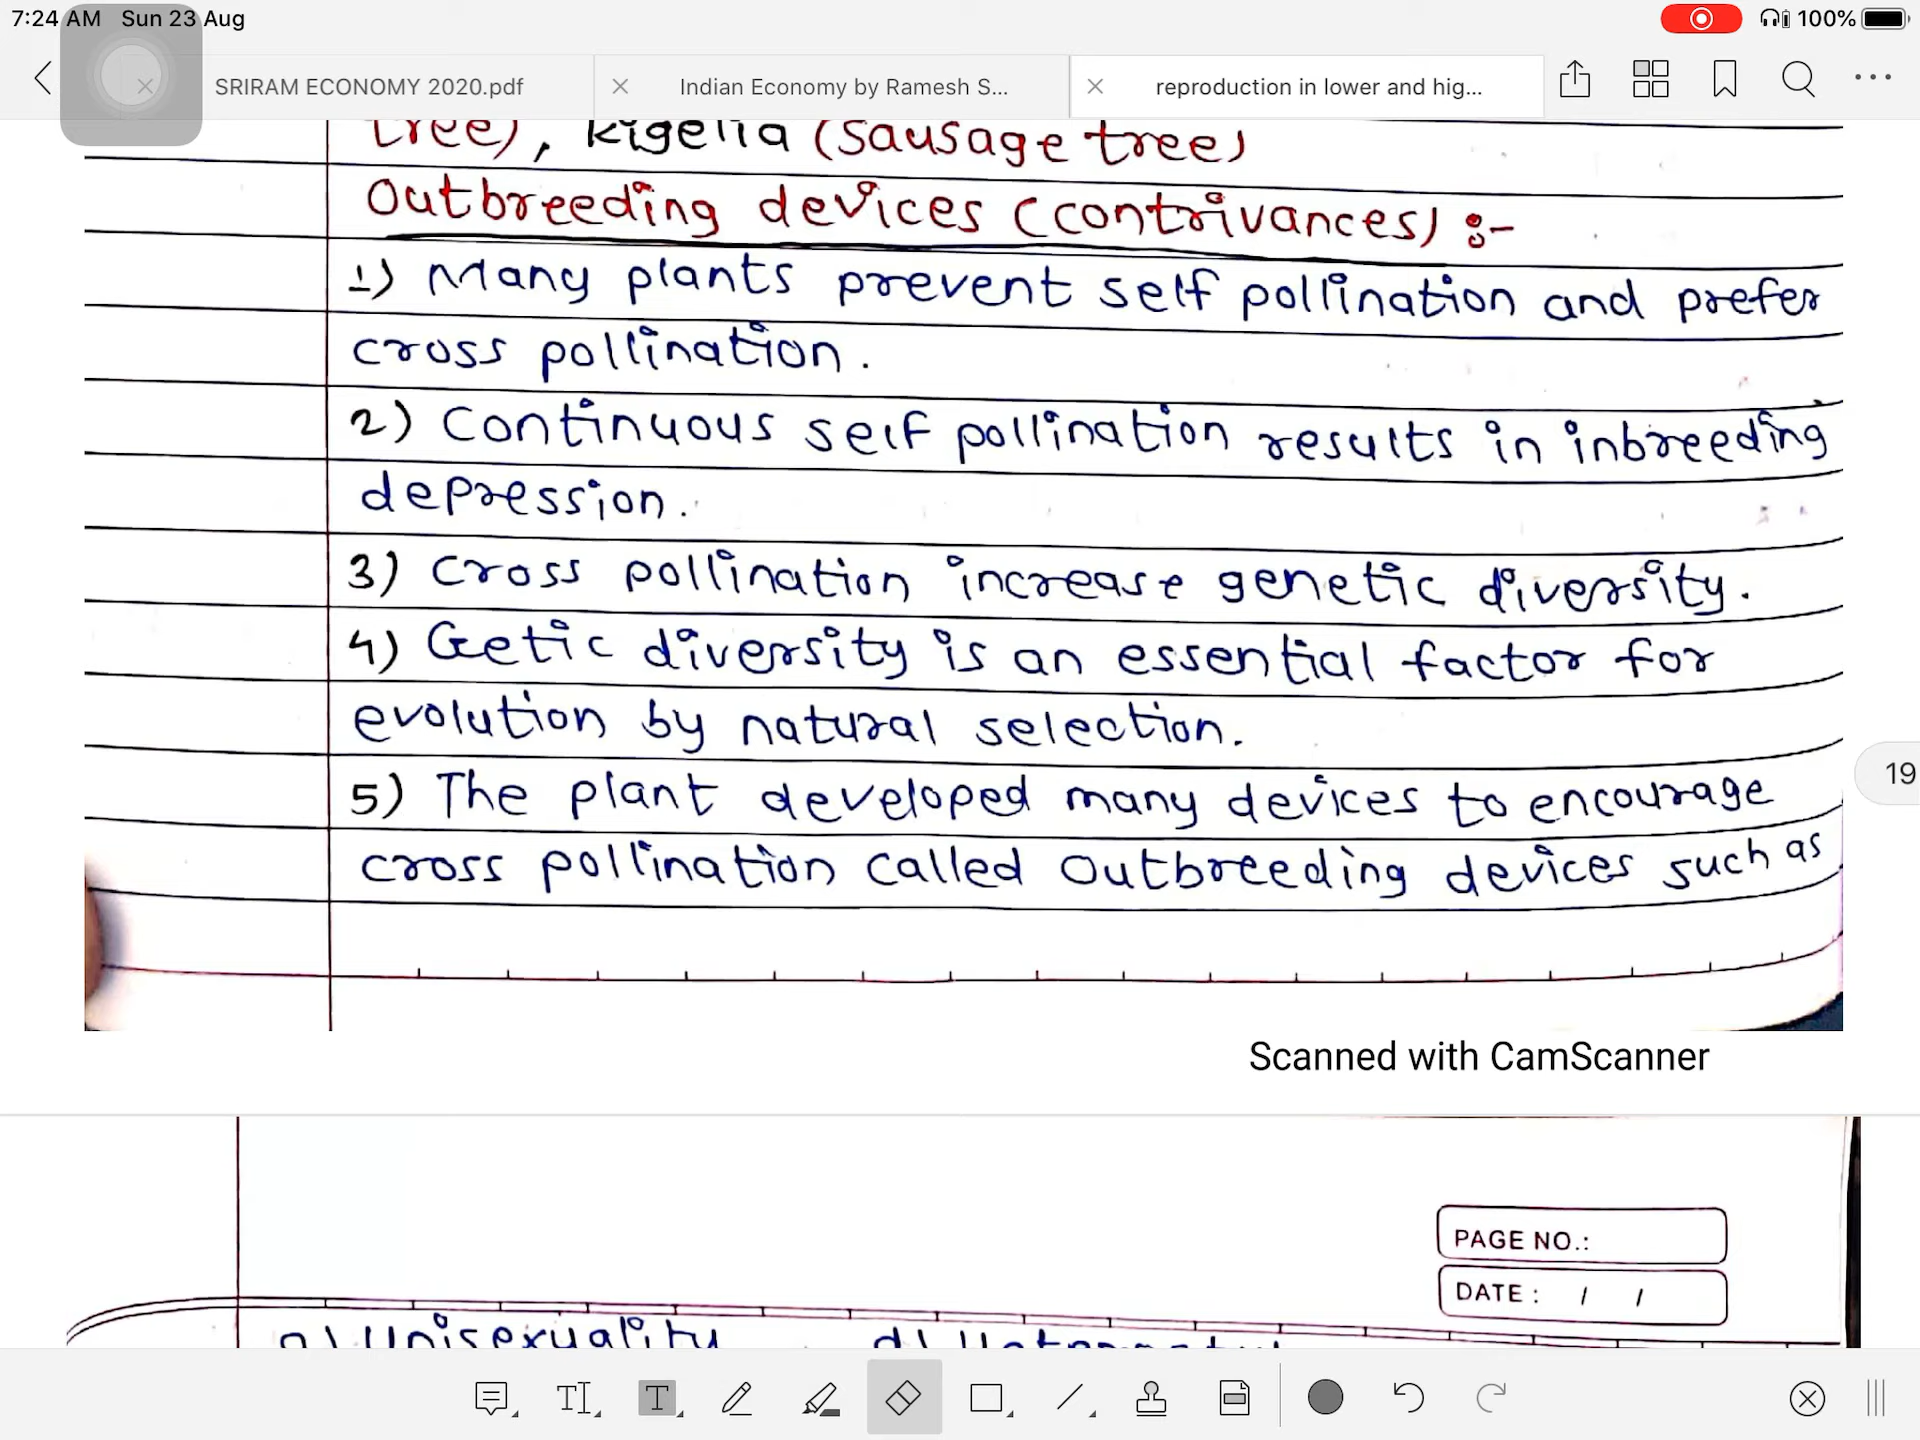 7:24 AM Sun 23 Aug
100%
SRIRAM ECONOMY 2020.pdf
Indian Economy by Ramesh S...
reproduction in lower and hig...
tree), Kigelia (sausage tree)
Outbreeding devices (contrivances) :-
1) Many plants prevent self pollination and prefer
cross pollination.
2) Continuous self pollination results in inbreeding
depression.
3) Cross pollination increase genetic diversity.
4) Getic diversity is an essential factor for
evolution by natural selection.
5) The plant developed many devices to encourage
cross pollination called Outbreeding devices such as
19
Scanned with CamScanner
PAGE NO.:
DATE : / /
a) Unisexuality